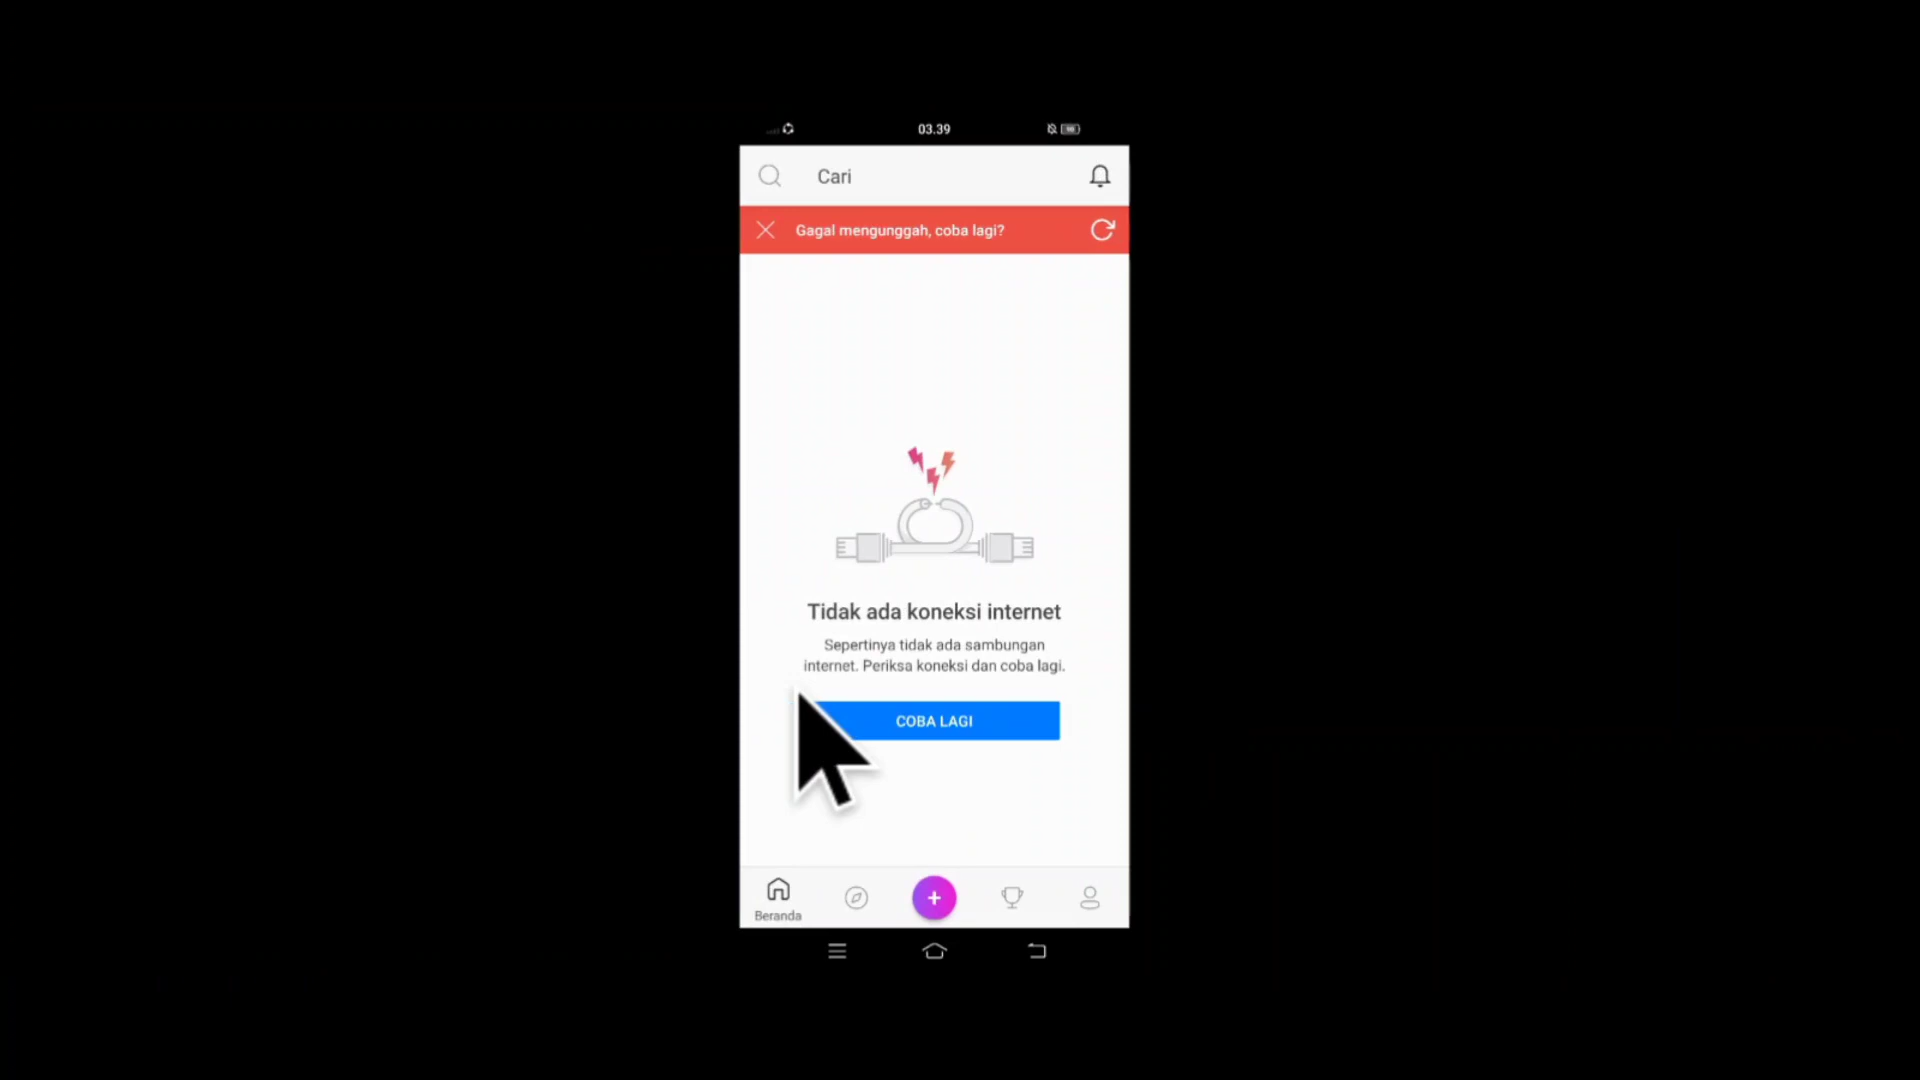 03.39
Cari
Gagal mengunggah, coba lagi?
Tidak ada koneksi internet
Sepertinya tidak ada sambungan
internet. Periksa koneksi dan coba lagi.
COBA LAGI
Beranda